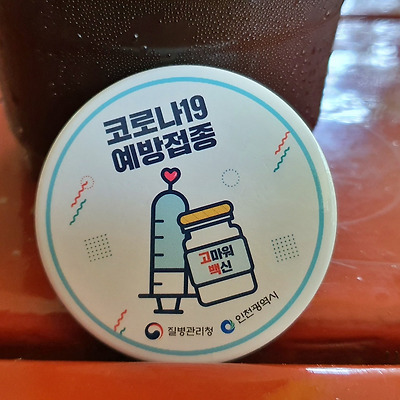 코로나19
예방접종
고마워
백신
질병관리청 인천광역시